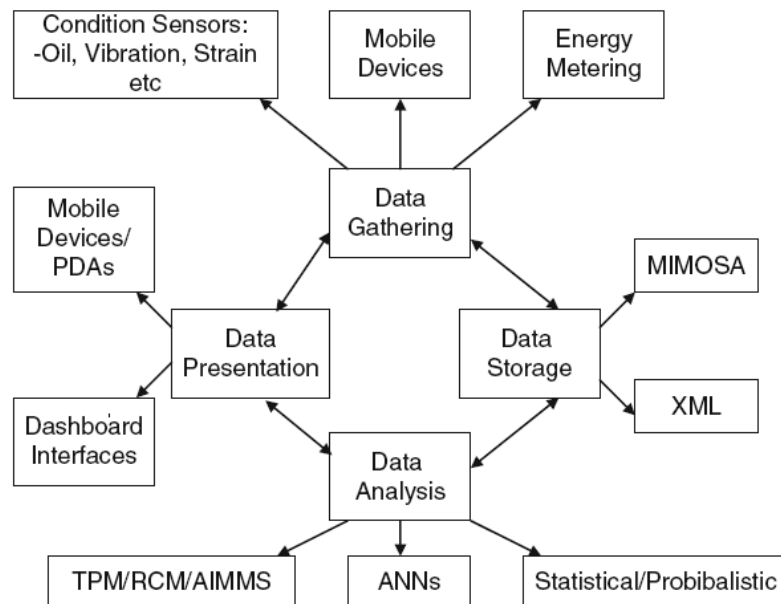 Condition Sensors:
-Oil, Vibration, Strain
etc
Mobile
Devices
Energy
Metering
Data
Gathering
Mobile
Devices/
PDAs
MIMOSA
Data
Presentation
Data
Storage
XML
Dashboard
Interfaces
Data
Analysis
TPM/RCM/AIMMS
ANNs
Statistical/Probibalistic